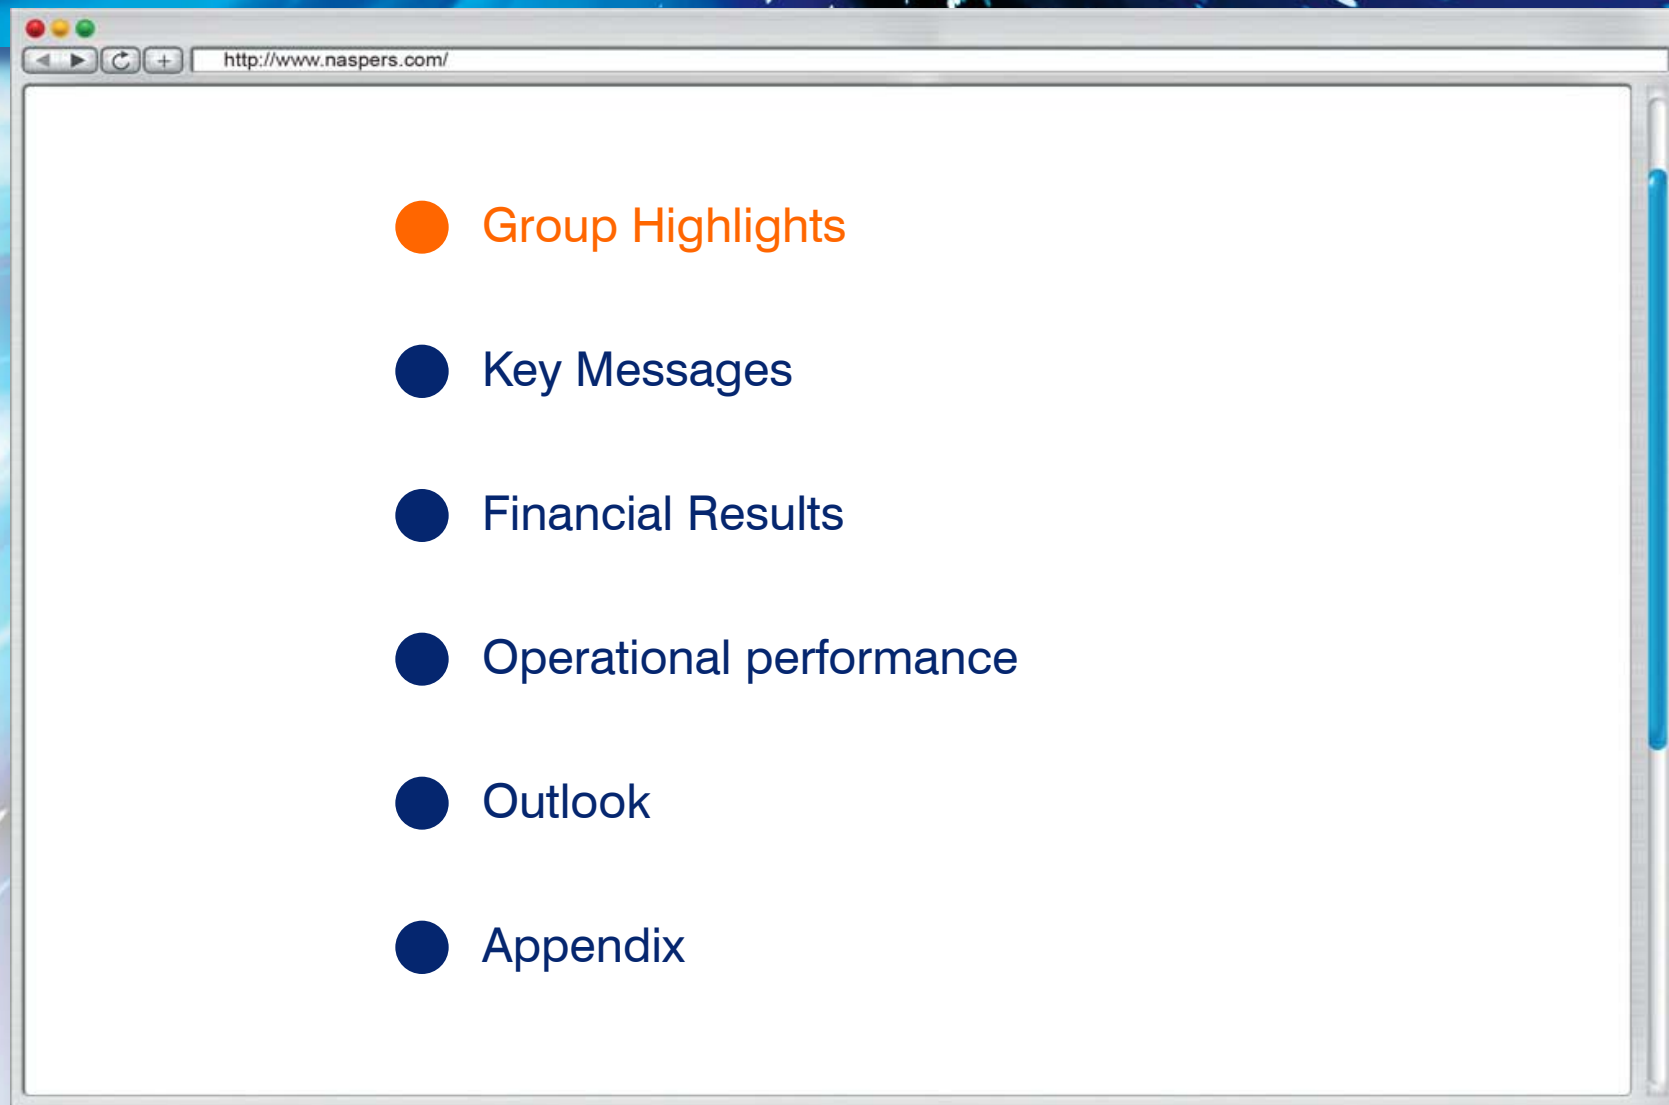 http://www.naspers.com/
Group Highlights
Key Messages
Financial Results
Operational performance
Outlook
Appendix